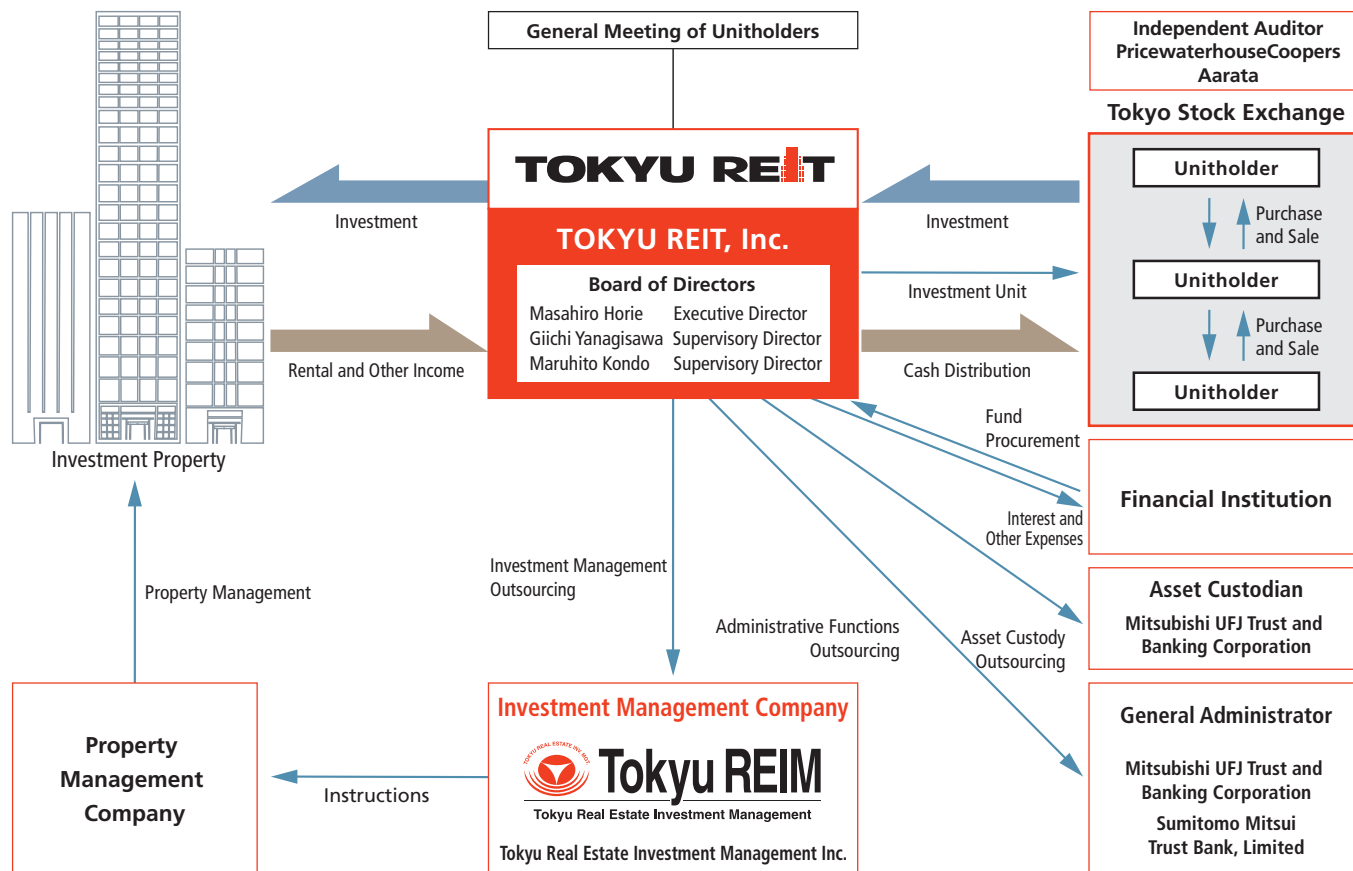 General Meeting of Unitholders
Independent Auditor
PricewaterhouseCoopers
Aarata
Tokyo Stock Exchange
TOKYU REIT
Investment
Investment
TOKYU REIT, Inc.
Board of Directors
Masahiro Horie Executive Director
Giichi Yanagisawa Supervisory Director
Maruhito Kondo Supervisory Director
Investment Unit
Rental and Other Income
Cash Distribution
Unitholder
Purchase
and Sale
Unitholder
Purchase
and Sale
Unitholder
Investment Property
Fund
Procurement
Interest and
Other Expenses
Financial Institution
Investment Management
Outsourcing
Property Management
Administrative Functions
Outsourcing
Asset Custody
Outsourcing
Asset Custodian
Mitsubishi UFJ Trust and
Banking Corporation
Property
Management
Company
Instructions
Investment Management Company
TOKYU REAL ESTATE INV. MGT.
Tokyu REIM
Tokyu Real Estate Investment Management
Tokyu Real Estate Investment Management Inc.
General Administrator
Mitsubishi UFJ Trust and
Banking Corporation
Sumitomo Mitsui
Trust Bank, Limited